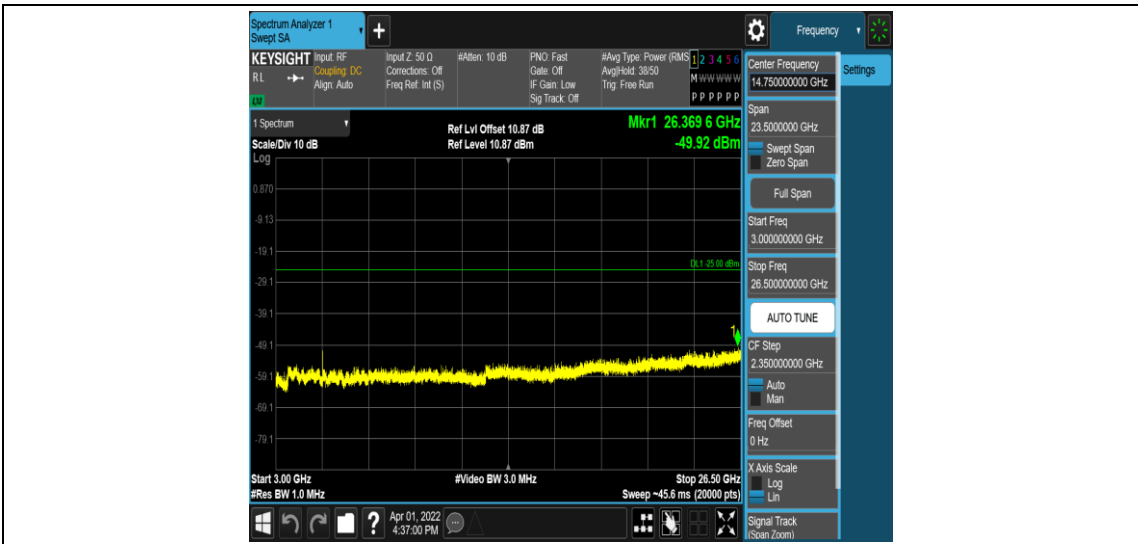 Spectrum Analyzer 1
Swept SA
+
Frequency
KEYSIGHT
RL
LXI
Input: RF
Coupling: DC
Align: Auto
Input Z: 50 Ω
Corrections: Off
Freq Ref: Int (S)
#Atten: 10 dB
PNO: Fast
Gate: Off
IF Gain: Low
Sig Track: Off
#Avg Type: Power (RMS
Avg|Hold: 38/50
Trig: Free Run
1 2 3 4 5 6
M W W W W W
P P P P P P
1 Spectrum
Scale/Div 10 dB
Log
Ref Lvl Offset 10.87 dB
Ref Level 10.87 dBm
Mkr1 26.369 6 GHz
-49.92 dBm
0.870
-9.13
-19.1
DL1 -25.00 dBm
-29.1
-39.1
1
-49.1
-59.1
-69.1
-79.1
Start 3.00 GHz
#Res BW 1.0 MHz
#Video BW 3.0 MHz
Stop 26.50 GHz
Sweep ~45.6 ms (20000 pts)
Center Frequency
14.750000000 GHz
Settings
Span
23.5000000 GHz
Swept Span
Zero Span
Full Span
Start Freq
3.000000000 GHz
Stop Freq
26.500000000 GHz
AUTO TUNE
CF Step
2.350000000 GHz
Auto
Man
Freq Offset
0 Hz
X Axis Scale
Log
Lin
Signal Track
(Span Zoom)
?
Apr 01, 2022
4:37:00 PM